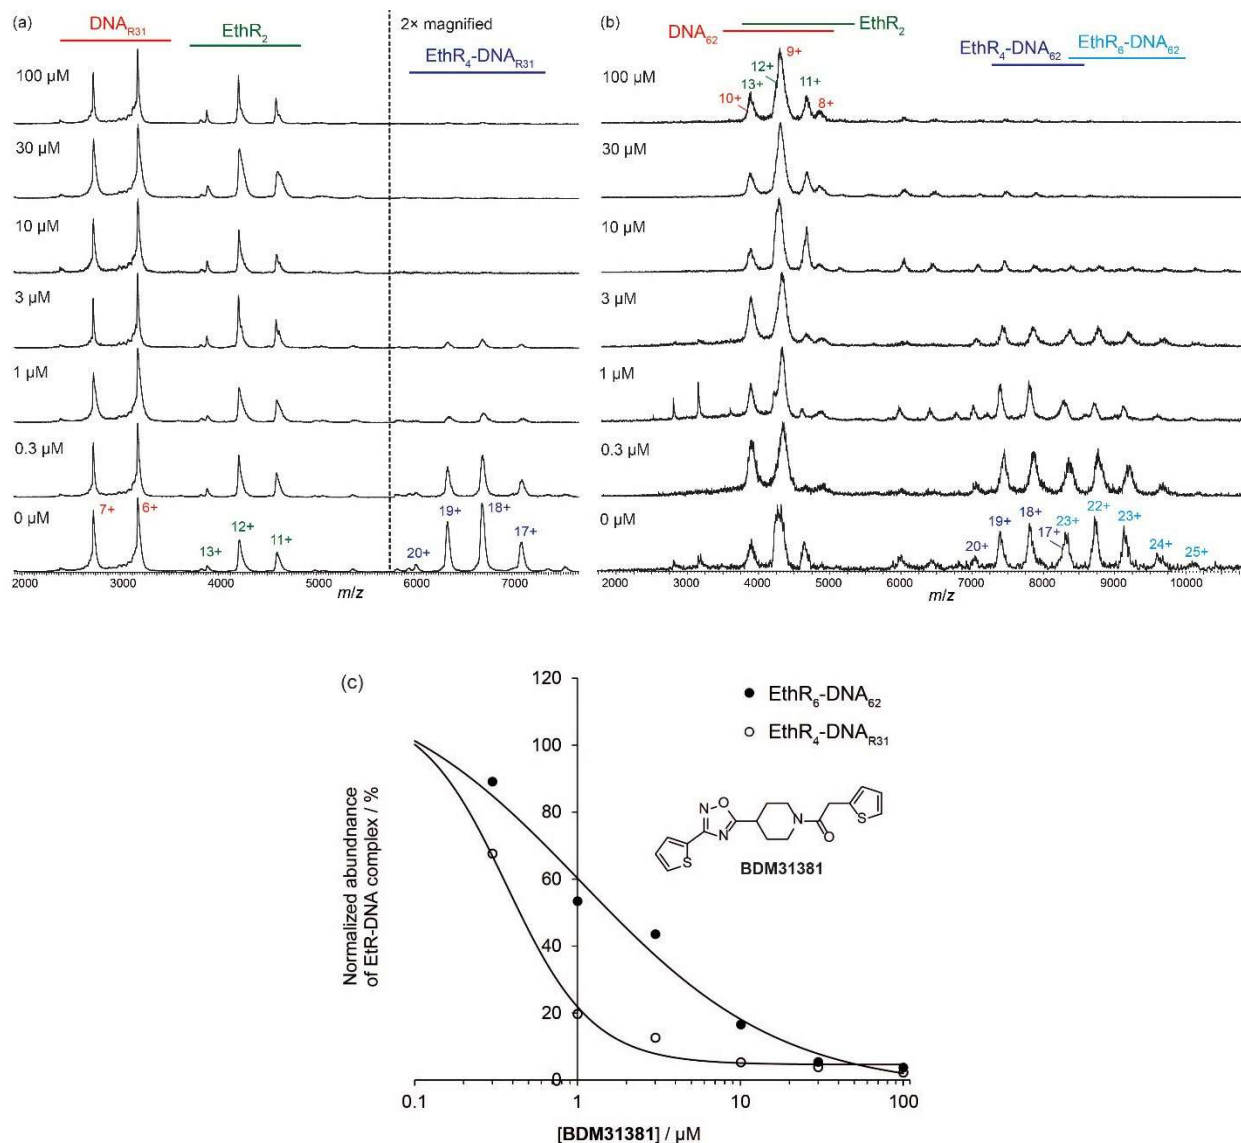 (a)
DNA_R31
EthR_2
2× magnified
EthR_4-DNA_R31
100 µM
30 µM
10 µM
3 µM
1 µM
0.3 µM
0 µM
7+ 6+ 13+ 12+ 11+ 20+ 19+ 18+ 17+
2000 3000 4000 5000 6000 7000
m/z
(b)
DNA_62
EthR_2
EthR_4-DNA_62
EthR_6-DNA_62
100 µM
10+ 13+ 12+ 9+ 11+ 8+
30 µM
10 µM
3 µM
1 µM
0.3 µM
0 µM
20+ 19+ 18+ 17+ 23+ 22+ 23+ 24+ 25+
2000 3000 4000 5000 6000 7000 8000 9000 10000
m/z
(c)
Normalized abundnance
of EtR-DNA complex / %
120
100
80
60
40
20
0
● EthR_6-DNA_62
○ EthR_4-DNA_R31
N O N S N O S
BDM31381
0.1 1 10 100
[BDM31381] / µM